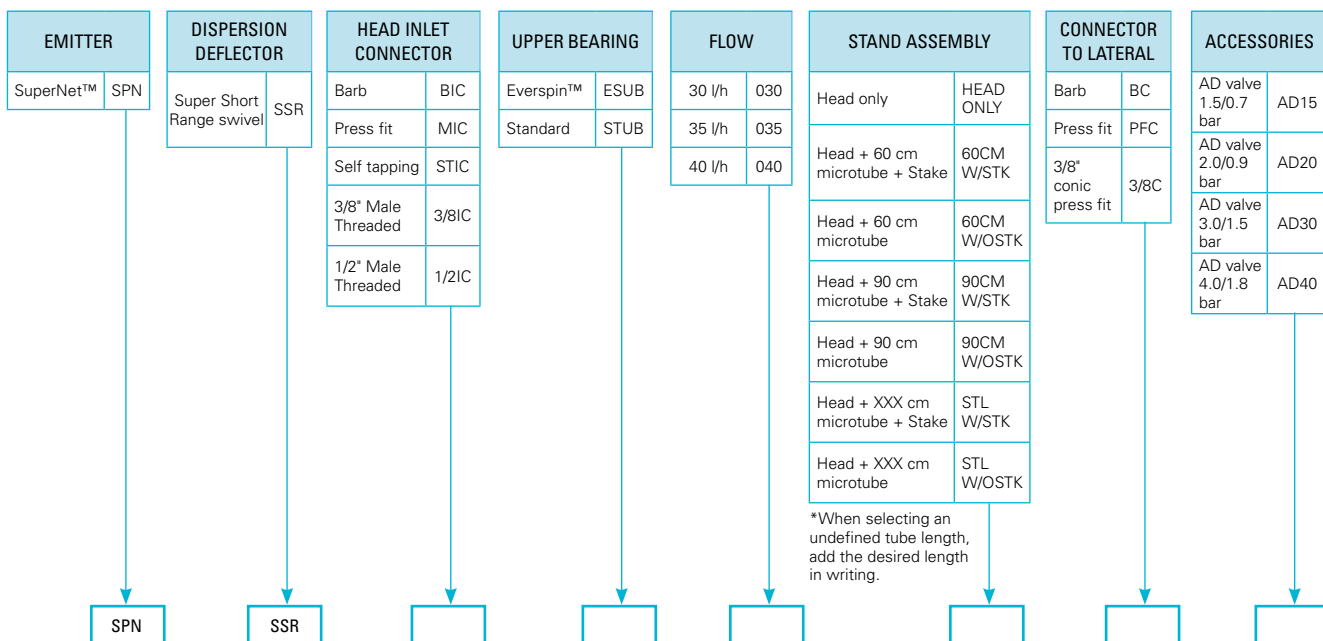 EMITTER
SuperNet™ SPN
DISPERSION
DEFLECTOR
Super Short
Range swivel
SSR
HEAD INLET
CONNECTOR
Barb BIC
Press fit MIC
Self tapping STIC
3/8" Male
Threaded
3/8IC
1/2" Male
Threaded
1/2IC
UPPER BEARING
Everspin™ ESUB
Standard STUB
FLOW
30 l/h 030
35 l/h 035
40 l/h 040
STAND ASSEMBLY
Head only
HEAD
ONLY
Head + 60 cm
microtube + Stake
60CM
W/STK
Head + 60 cm
microtube
60CM
W/OSTK
Head + 90 cm
microtube + Stake
90CM
W/STK
Head + 90 cm
microtube
90CM
W/OSTK
Head + XXX cm
microtube + Stake
STL
W/STK
Head + XXX cm
microtube
STL
W/OSTK
*When selecting an
undefined tube length,
add the desired length
in writing.
CONNECTOR
TO LATERAL
Barb BC
Press fit PFC
3/8"
conic
press fit
3/8C
ACCESSORIES
AD valve
1.5/0.7
bar
AD15
AD valve
2.0/0.9
bar
AD20
AD valve
3.0/1.5
bar
AD30
AD valve
4.0/1.8
bar
AD40
SPN
SSR